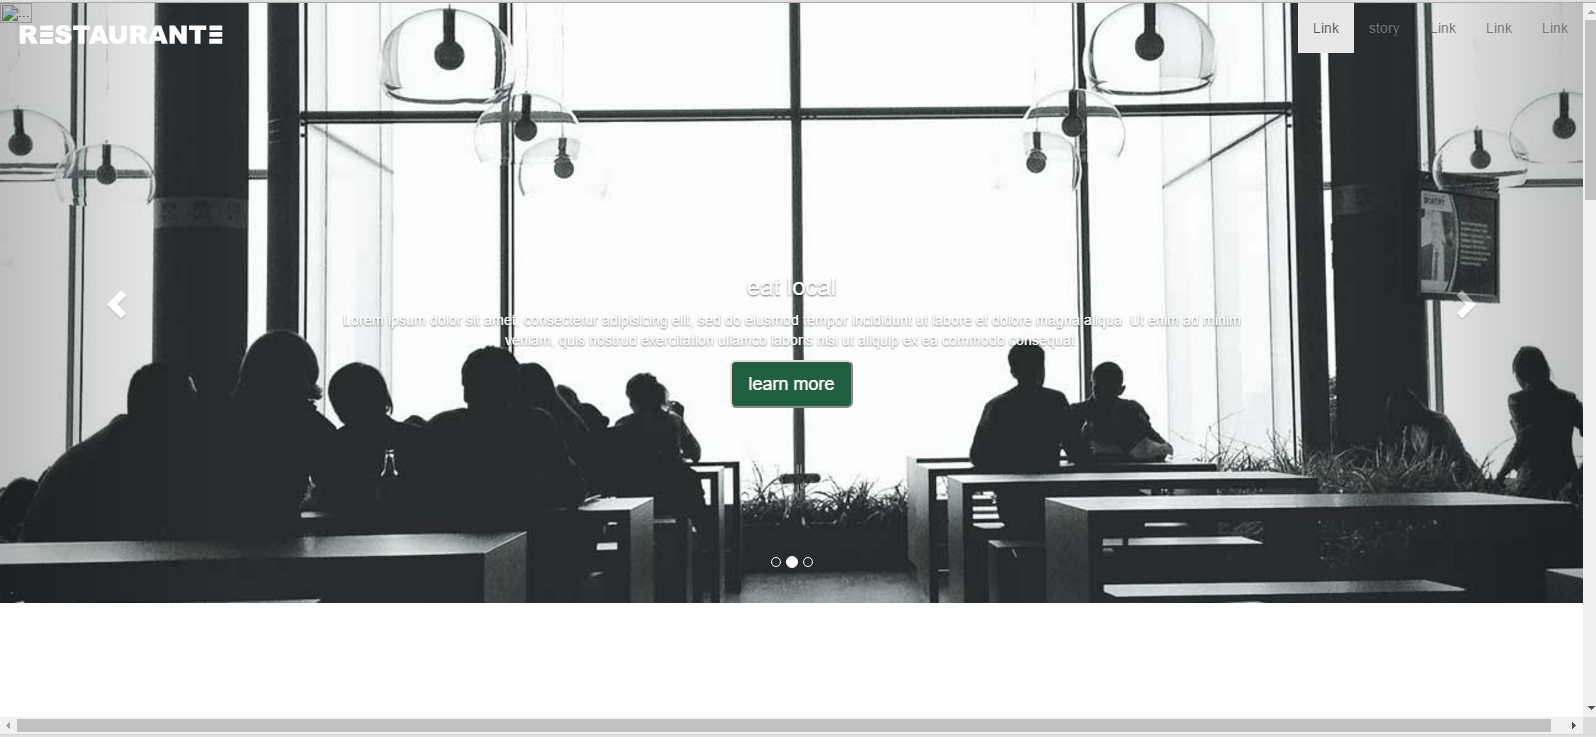 RESTAURANTE
Link story Link Link Link
eat local
Lorem ipsum dolor sit amet, consectetur adipisicing elit, sed do eiusmod tempor incididunt ut labore et dolore magna aliqua Ut enim ad minim
veniam, quis nostrud exercitation ullamco laboris nisi ut aliquip ex ea commodo consequat
learn more